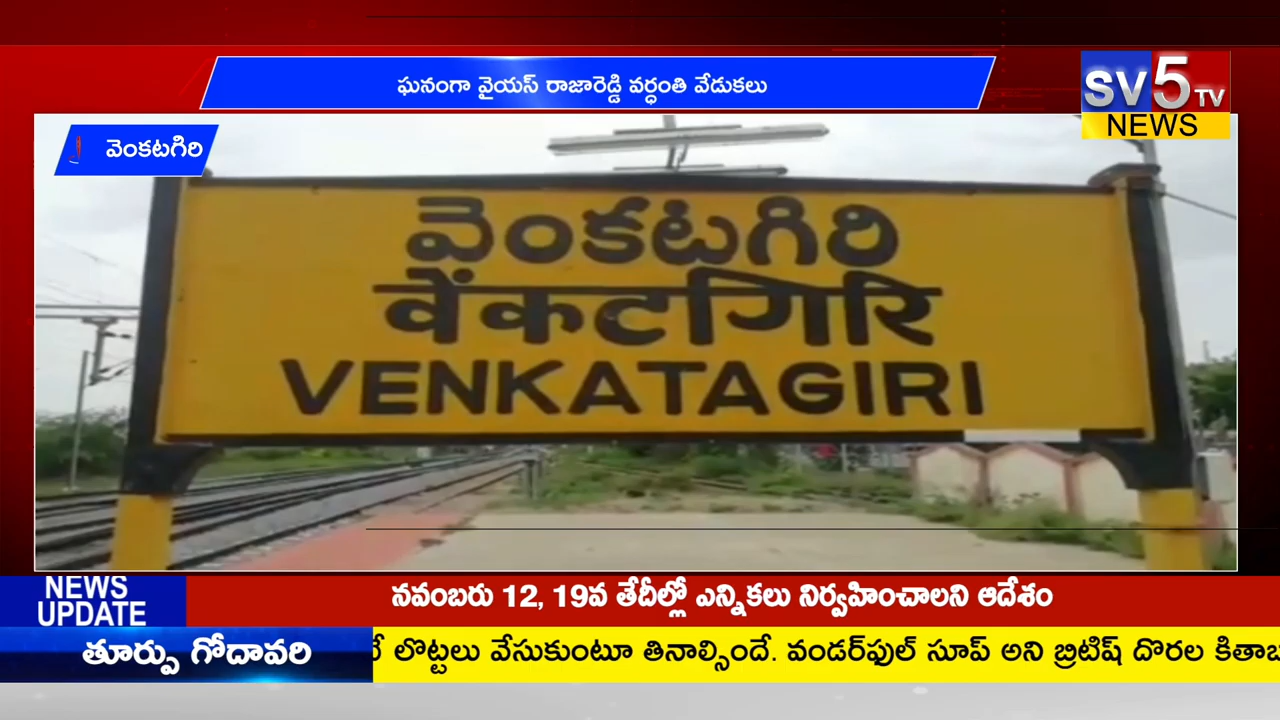 ఘనంగా వైయస్ రాజారెడ్డి వర్ధంతి వేడుకలు
SV5TV
NEWS
వెంకటగిరి
వెంకటగిరి
वेंकटगिरि
VENKATAGIRI
NEWS UPDATE
నవంబరు 12, 19వ తేదీల్లో ఎన్నికలు నిర్వహించాలని ఆదేశం
తూర్పు గోదావరి
లొట్టలు వేసుకుంటూ తినాల్సిందే. వండర్‌ఫుల్ సూప్ అని బ్రిటిష్ దొరల